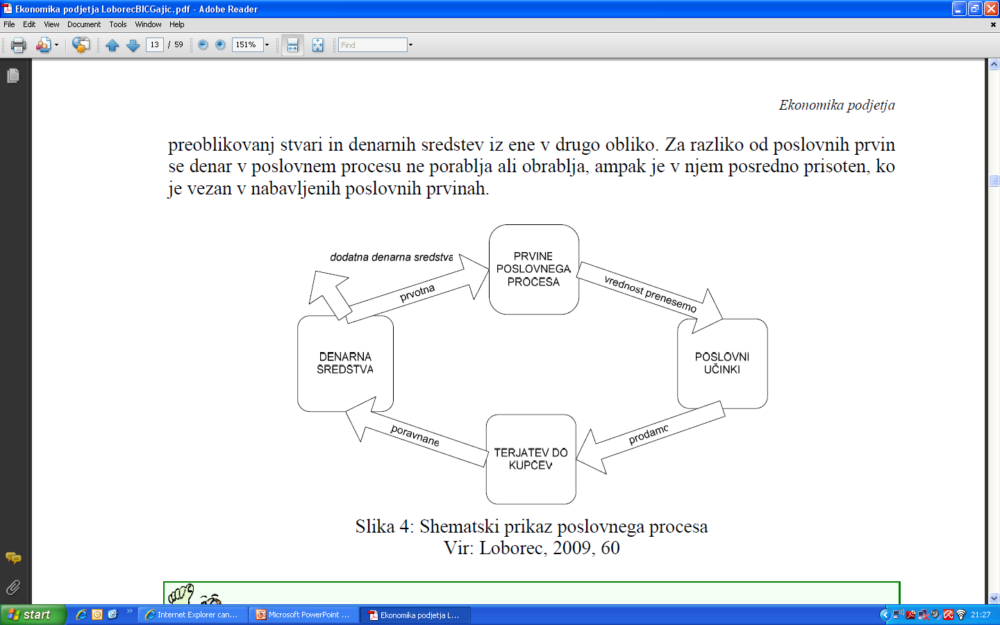 Ekonomika podjetja LoborecBICGajic.pdf - Adobe Reader
File Edit View Document Tools Window Help
13 / 59 151% Find
Ekonomika podjetja
preoblikovanj stvari in denarnih sredstev iz ene v drugo obliko. Za razliko od poslovnih prvin
se denar v poslovnem procesu ne porablja ali obrablja, ampak je v njem posredno prisoten, ko
je vezan v nabavljenih poslovnih prvinah.
dodatna denarna sredstva
prvotna
PRVINE
POSLOVNEGA
PROCESA
vrednost prenesemo
DENARNA
SREDSTVA
POSLOVNI
UČINKI
poravnane
TERJATEV DO
KUPCEV
prodamo
Slika 4: Shematski prikaz poslovnega procesa
Vir: Loborec, 2009, 60
start
Internet Explorer can...
Microsoft PowerPoint ...
Ekonomika podjetja L...
21:27